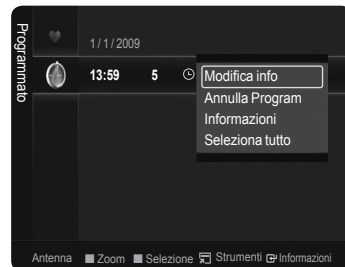 Programmato
1 / 1 / 2009
13:59 5
Modifica info
Annulla Program
Informazioni
Seleziona tutto
Antenna Zoom Selezione Strumenti Informazioni